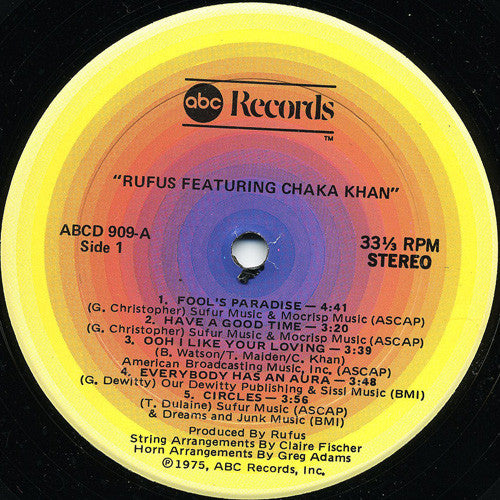 abc Records
TM
"RUFUS FEATURING CHAKA KHAN"
ABCD 909-A
Side 1
33⅓ RPM
STEREO
1. FOOL'S PARADISE — 4:41
(G. Christopher) Sufur Music & Mocrisp Music (ASCAP)
2. HAVE A GOOD TIME — 3:20
(G. Christopher) Sufur Music & Mocrisp Music (ASCAP)
3. OOH I LIKE YOUR LOVING — 3:39
(B. Watson/T. Maiden/C. Khan)
American Broadcasting Music, Inc. (ASCAP)
4. EVERYBODY HAS AN AURA — 3:48
(G. Dewitty) Our Dewitty Publishing & Sissl Music (BMI)
5. CIRCLES — 3:56
(T. Dulaine) Sufur Music (ASCAP)
& Dreams and Junk Music (BMI)
Produced By Rufus
String Arrangements By Claire Fischer
Horn Arrangements By Greg Adams
℗1975, ABC Records, Inc.